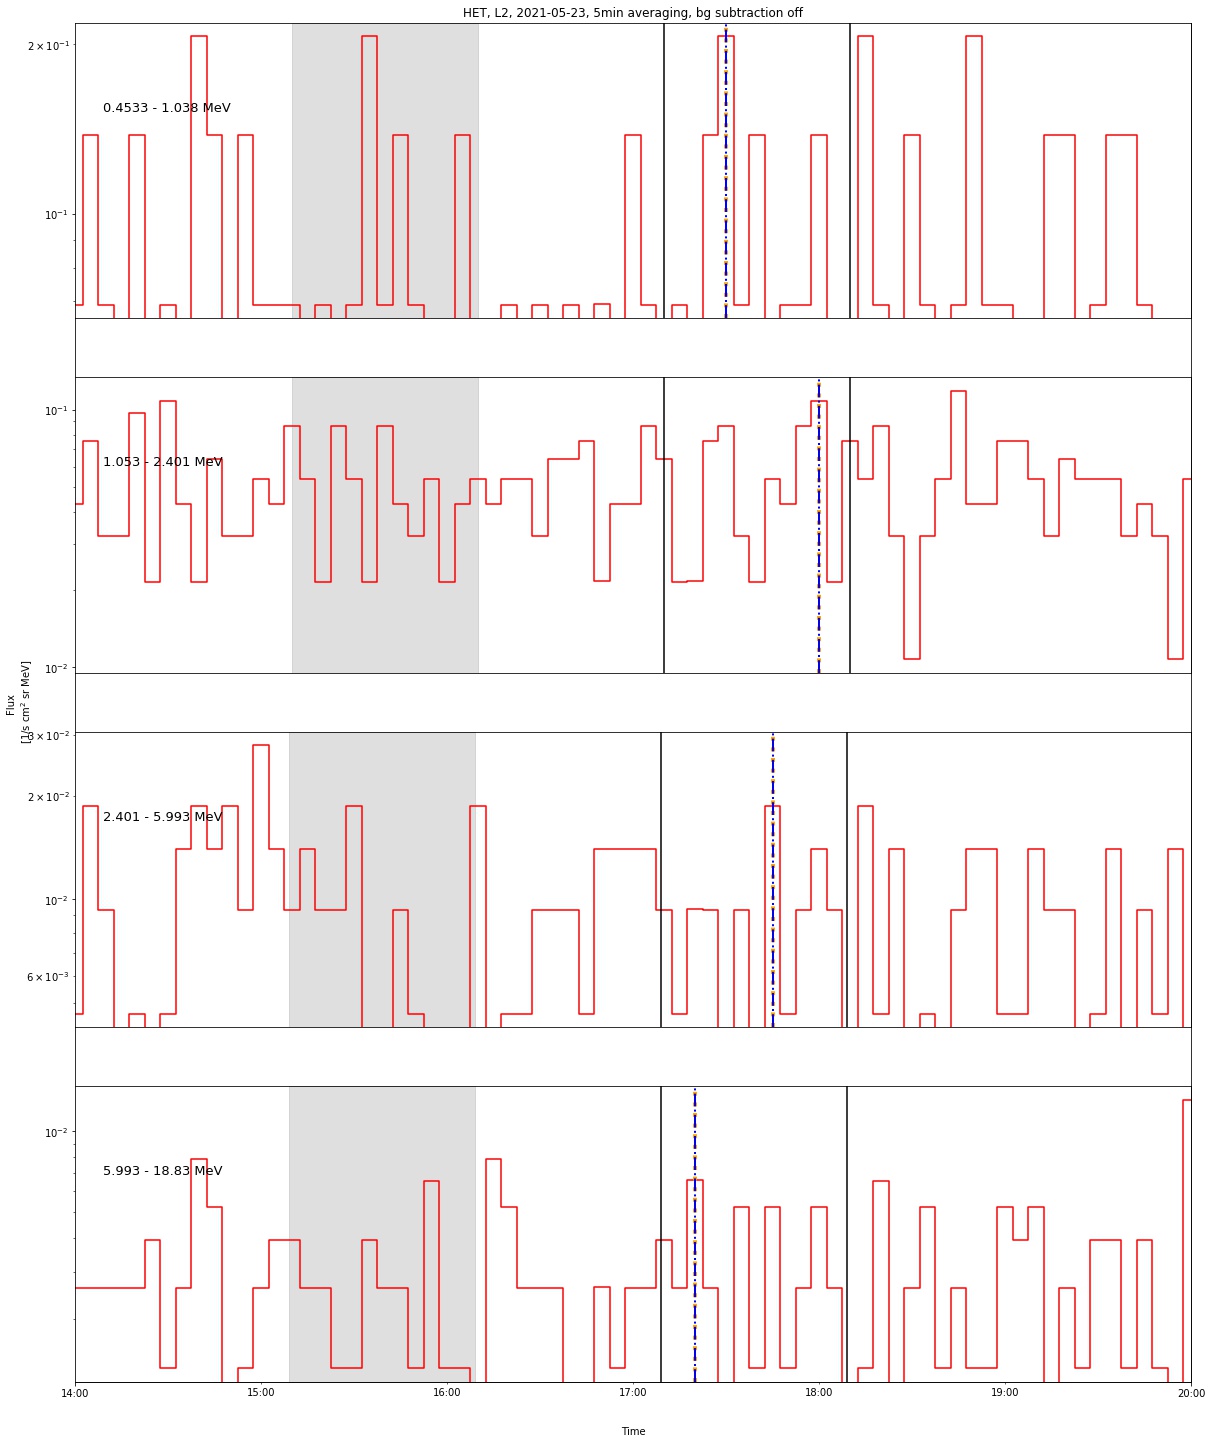 HET, L2, 2021-05-23, 5min averaging, bg subtraction off
2 × 10⁻¹
0.4533 - 1.038 MeV
10⁻¹
10⁻¹
1.053 - 2.401 MeV
10⁻²
Flux
[1/s cm² sr MeV]
3 × 10⁻²
2 × 10⁻²
2.401 - 5.993 MeV
10⁻²
6 × 10⁻³
10⁻²
5.993 - 18.83 MeV
14:00 15:00 16:00 17:00 18:00 19:00 20:00
Time